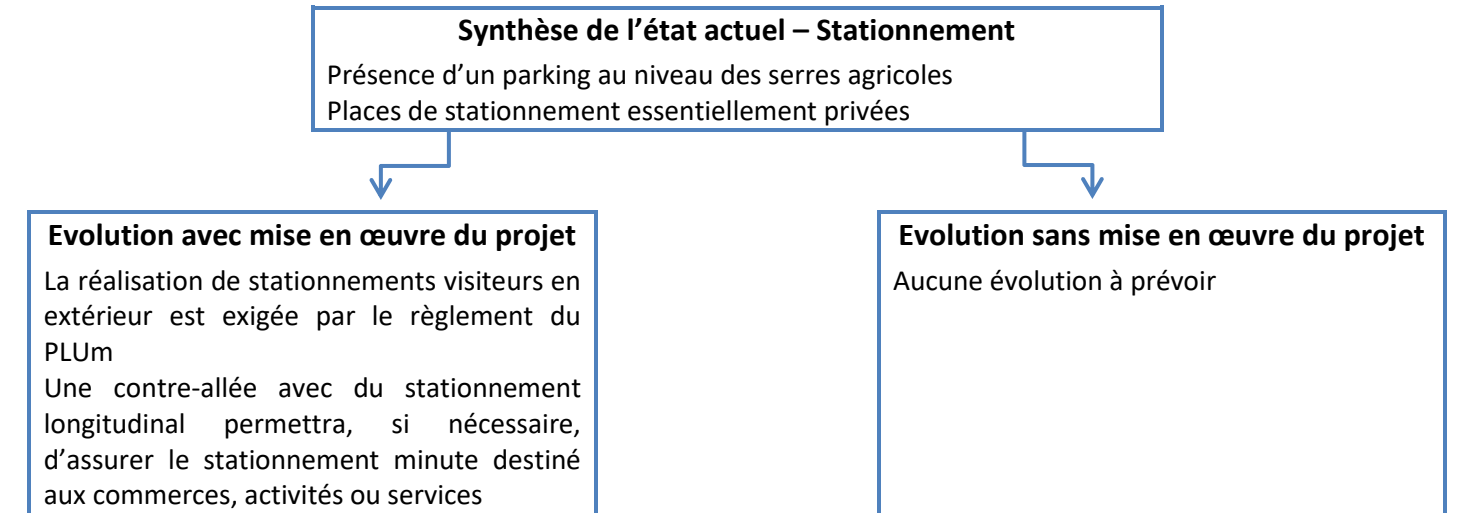 Synthèse de l’état actuel – Stationnement
Présence d’un parking au niveau des serres agricoles
Places de stationnement essentiellement privées
Evolution avec mise en œuvre du projet
La réalisation de stationnements visiteurs en
extérieur est exigée par le règlement du
PLUm
Une contre-allée avec du stationnement
longitudinal permettra, si nécessaire,
d’assurer le stationnement minute destiné
aux commerces, activités ou services
Evolution sans mise en œuvre du projet
Aucune évolution à prévoir